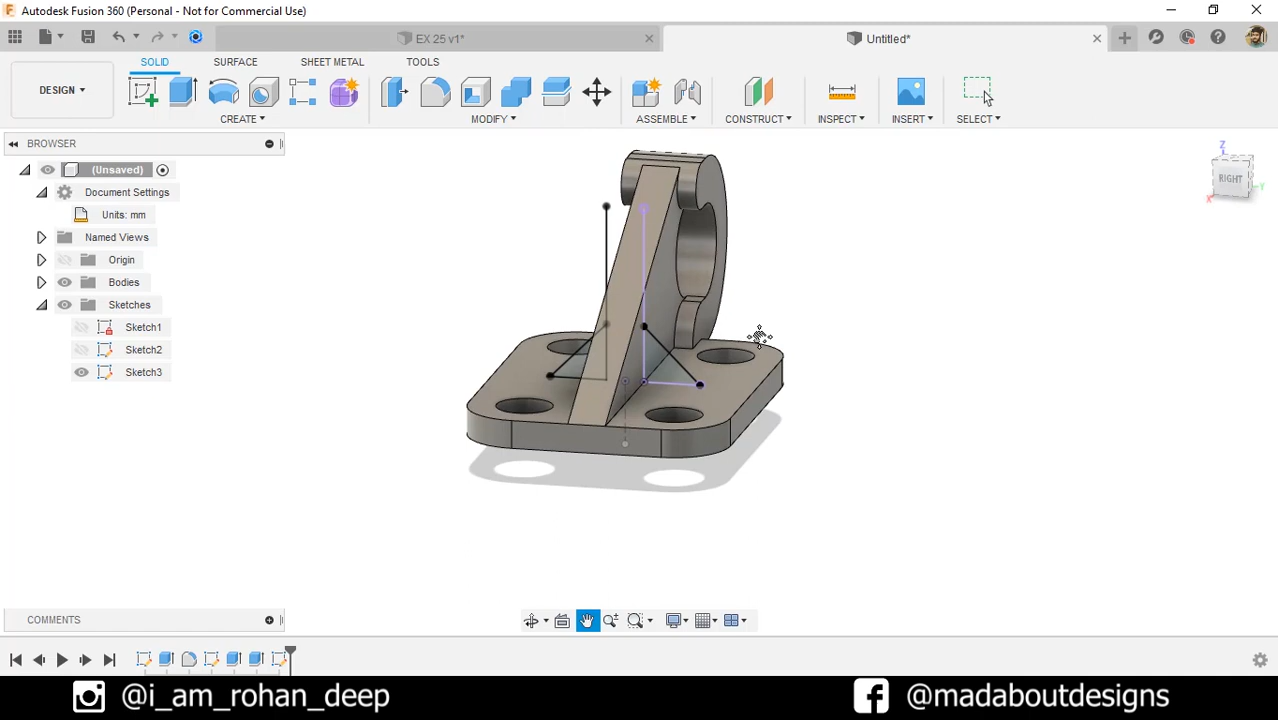 Autodesk Fusion 360 (Personal - Not for Commercial Use)
EX 25 v1*
Untitled*
DESIGN
SOLID
SURFACE
SHEET METAL
TOOLS
CREATE
MODIFY
ASSEMBLE
CONSTRUCT
INSPECT
INSERT
SELECT
BROWSER
(Unsaved)
Document Settings
Units: mm
Named Views
Origin
Bodies
Sketches
Sketch1
Sketch2
Sketch3
Z
RIGHT
Y
X
COMMENTS
@i_am_rohan_deep
@madaboutdesigns